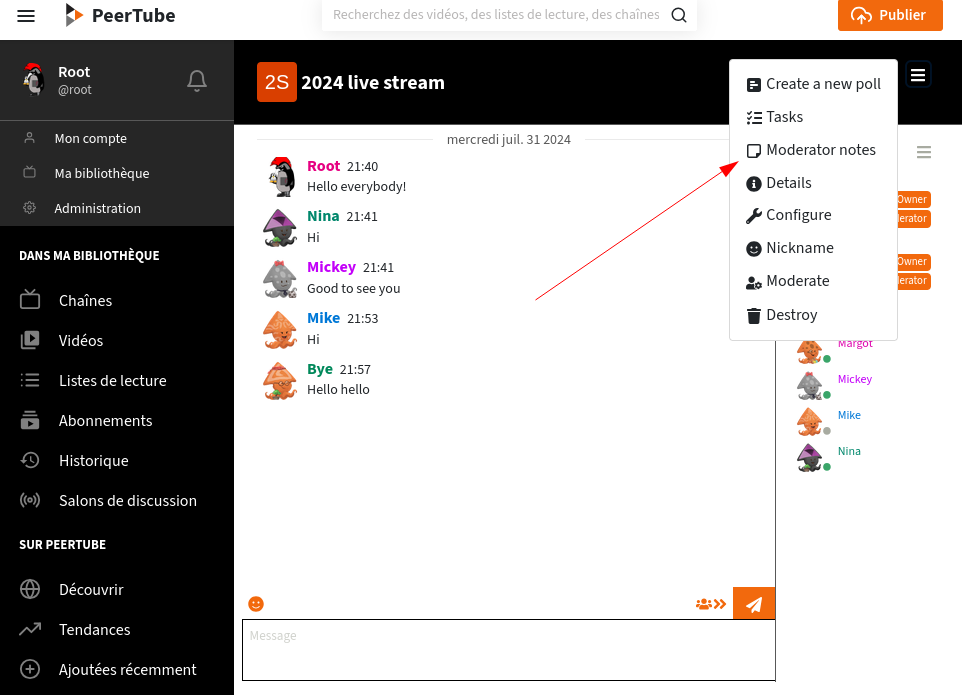 PeerTube
Recherchez des vidéos, des listes de lecture, des chaînes
Publier
Root
@root
Mon compte
Ma bibliothèque
Administration
DANS MA BIBLIOTHÈQUE
Chaînes
Vidéos
Listes de lecture
Abonnements
Historique
Salons de discussion
SUR PEERTUBE
Découvrir
Tendances
Ajoutées récemment
2S 2024 live stream
mercredi juil. 31 2024
Root 21:40
Hello everybody!
Nina 21:41
Hi
Mickey 21:41
Good to see you
Mike 21:53
Hi
Bye 21:57
Hello hello
Message
Create a new poll
Tasks
Moderator notes
Details
Configure
Nickname
Moderate
Destroy
Owner
erator
Owner
erator
Margot
Mickey
Mike
Nina